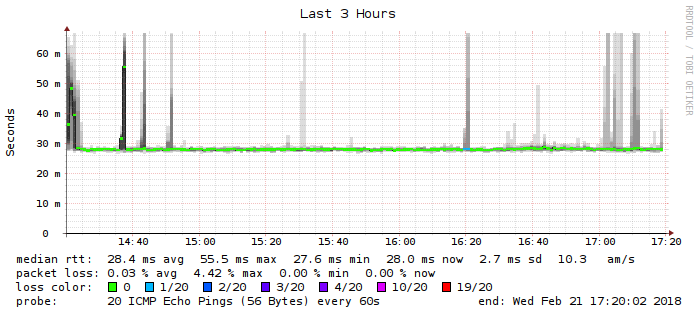 Last 3 Hours
RRDTOOL / TOBI OETIKER
Seconds
60 m
50 m
40 m
30 m
20 m
10 m
0
14:40 15:00 15:20 15:40 16:00 16:20 16:40 17:00 17:20
median rtt: 28.4 ms avg 55.5 ms max 27.6 ms min 28.0 ms now 2.7 ms sd 10.3 am/s
packet loss: 0.03 % avg 4.42 % max 0.00 % min 0.00 % now
loss color: 0 1/20 2/20 3/20 4/20 10/20 19/20
probe: 20 ICMP Echo Pings (56 Bytes) every 60s end: Wed Feb 21 17:20:02 2018